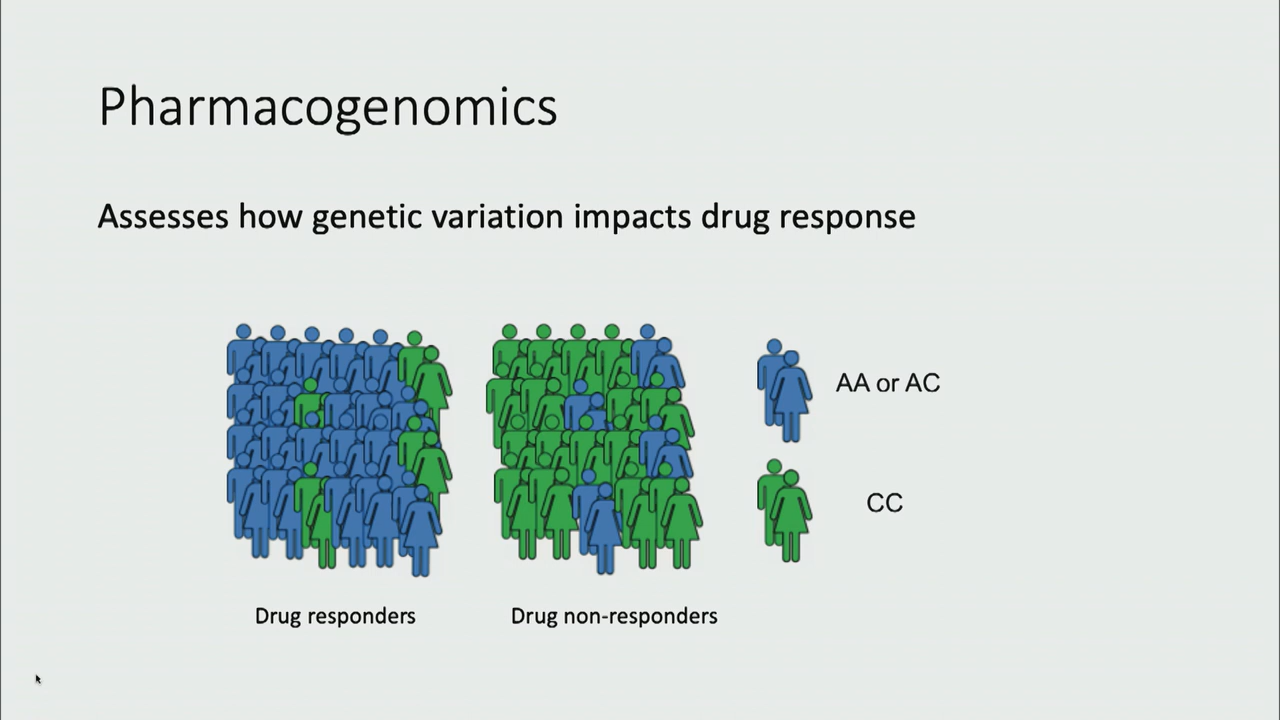 Pharmacogenomics
Assesses how genetic variation impacts drug response
AA or AC
CC
Drug responders
Drug non-responders